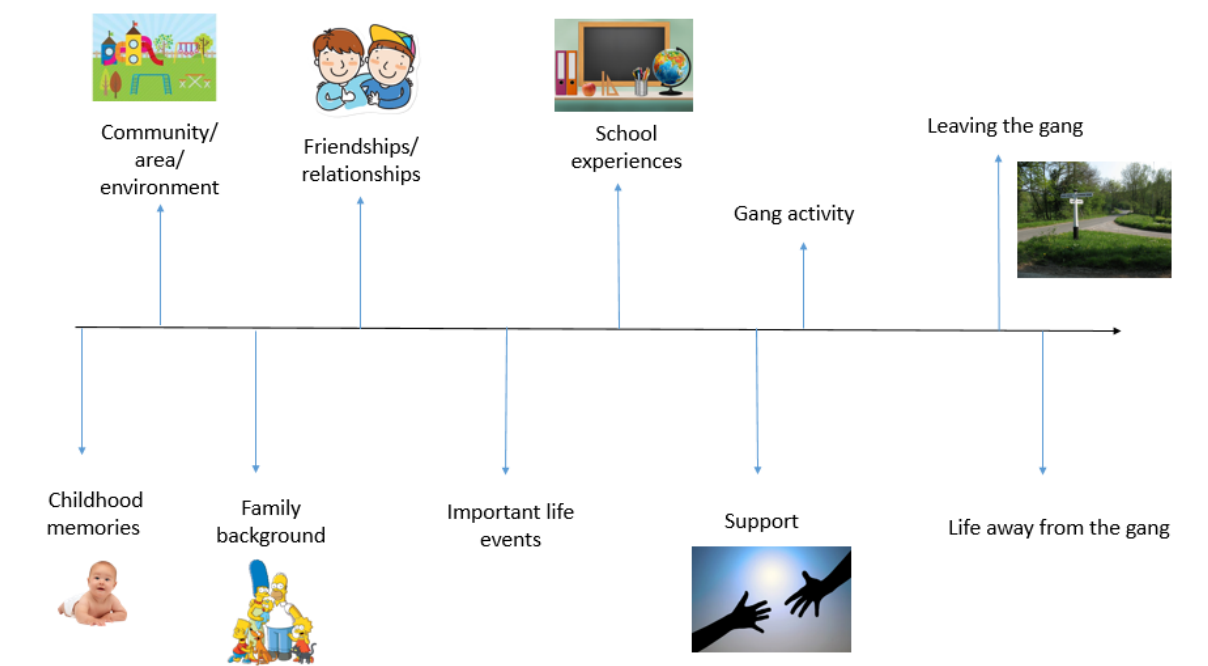 Community/
area/
environment
Friendships/
relationships
School
experiences
Gang activity
Leaving the gang
Childhood
memories
Family
background
Important life
events
Support
Life away from the gang